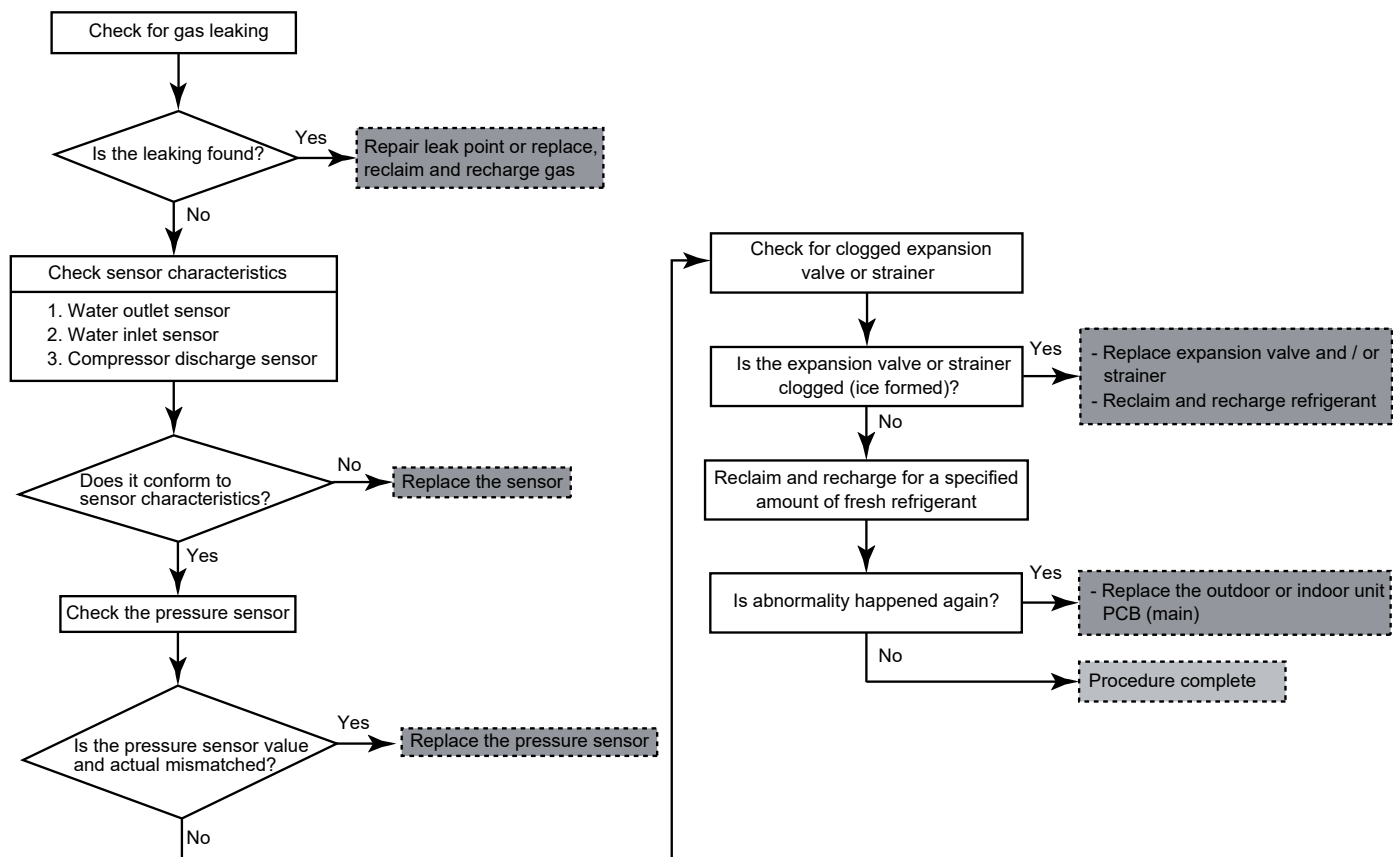 Check for gas leaking
Is the leaking found?
Yes
Repair leak point or replace,
reclaim and recharge gas
No
Check sensor characteristics
1. Water outlet sensor
2. Water inlet sensor
3. Compressor discharge sensor
Does it conform to
sensor characteristics?
No
Replace the sensor
Yes
Check the pressure sensor
Is the pressure sensor value
and actual mismatched?
Yes
Replace the pressure sensor
No
Check for clogged expansion
valve or strainer
Is the expansion valve or strainer
clogged (ice formed)?
Yes
- Replace expansion valve and / or
strainer
- Reclaim and recharge refrigerant
No
Reclaim and recharge for a specified
amount of fresh refrigerant
Is abnormality happened again?
Yes
- Replace the outdoor or indoor unit
PCB (main)
No
Procedure complete